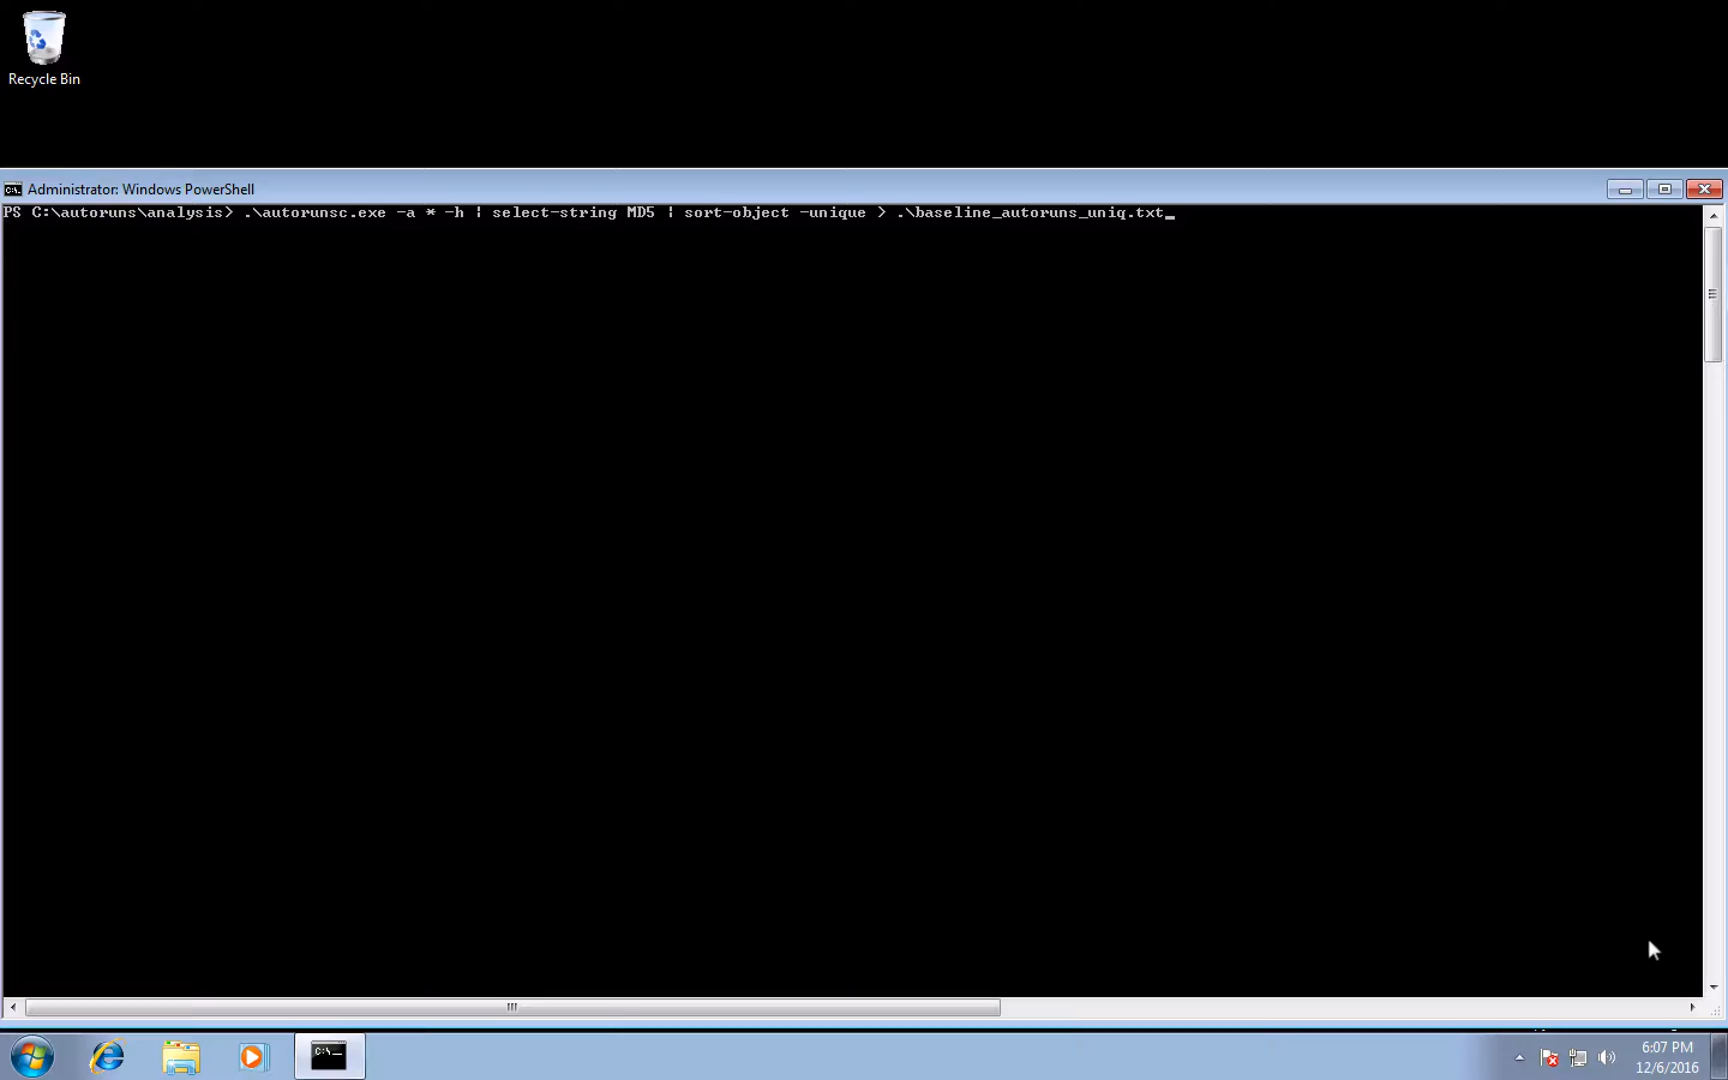 Recycle Bin
Administrator: Windows PowerShell
PS C:\autoruns\analysis> .\autorunsc.exe -a * -h | select-string MD5 | sort-object -unique > .\baseline_autoruns_uniq.txt_
6:07 PM
12/6/2016